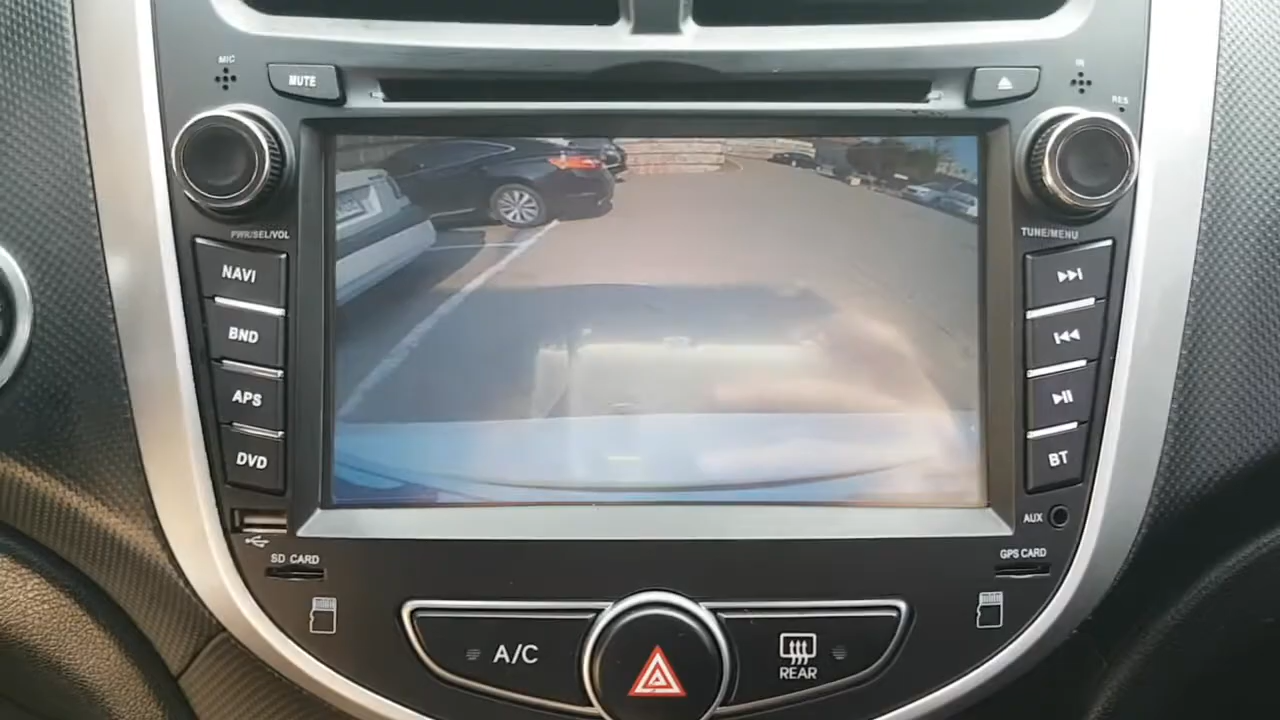 MIC
MUTE
IN
RES
PWR/SEL/VOL
TUNE/MENU
NAVI
BND
APS
BT
DVD
AUX
SD CARD
GPS CARD
A/C
REAR